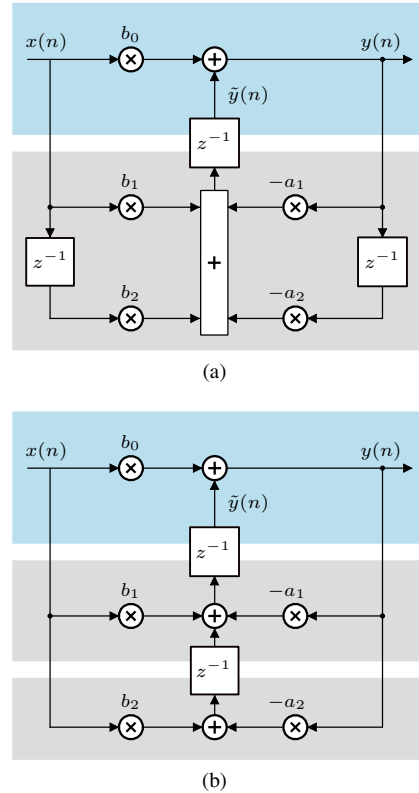 x(n) b₀ y(n)
ỹ(n)
z⁻¹
b₁ −a₁
z⁻¹ z⁻¹
b₂ −a₂
(a)
x(n) b₀ y(n)
ỹ(n)
z⁻¹
b₁ −a₁
z⁻¹
b₂ −a₂
(b)